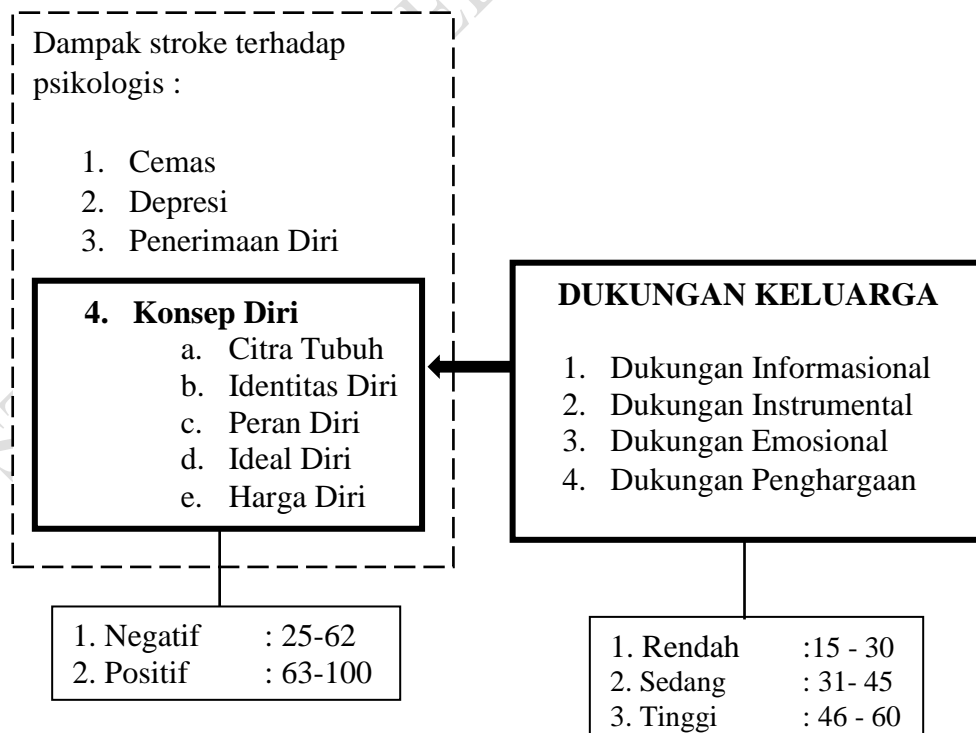 Dampak stroke terhadap
psikologis :
1. Cemas
2. Depresi
3. Penerimaan Diri
4. Konsep Diri
a. Citra Tubuh
b. Identitas Diri
c. Peran Diri
d. Ideal Diri
e. Harga Diri
DUKUNGAN KELUARGA
1. Dukungan Informasional
2. Dukungan Instrumental
3. Dukungan Emosional
4. Dukungan Penghargaan
1. Negatif : 25-62
2. Positif : 63-100
1. Rendah :15 - 30
2. Sedang : 31- 45
3. Tinggi : 46 - 60